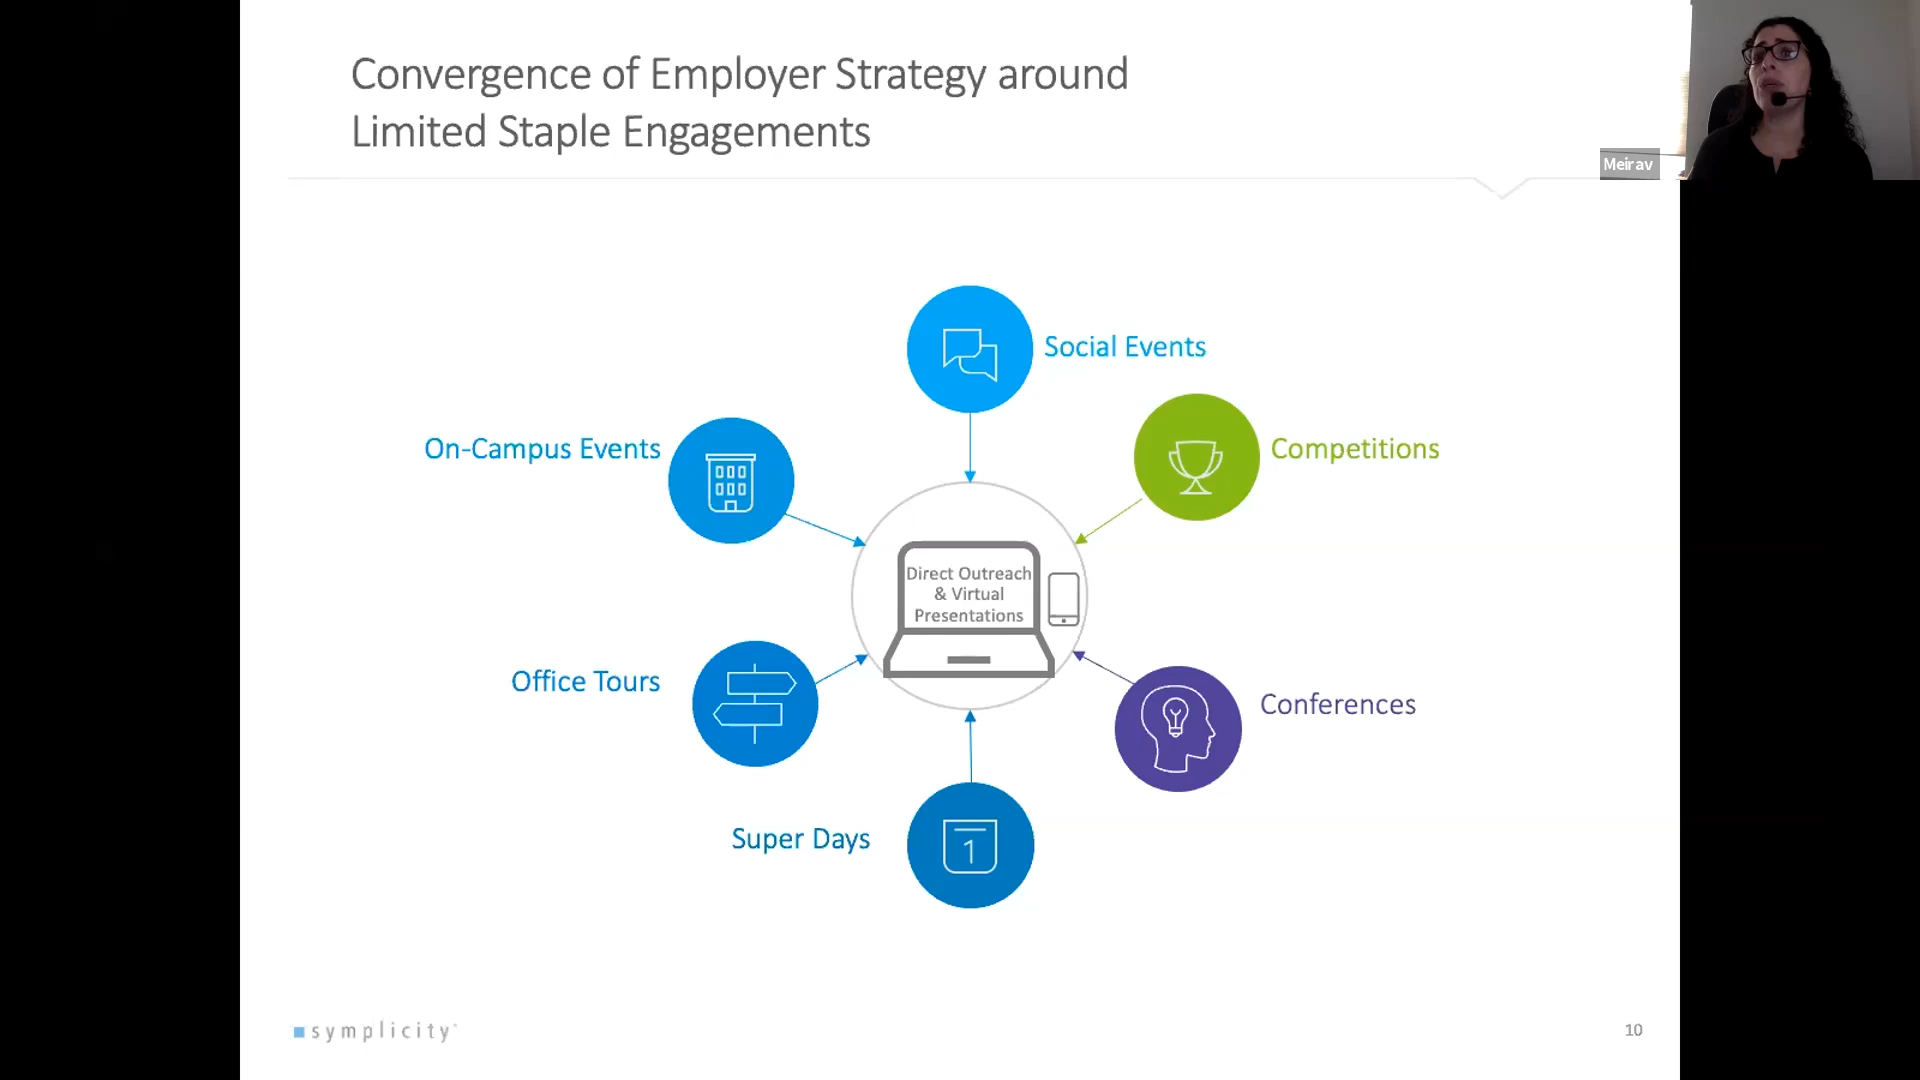 Convergence of Employer Strategy around
Limited Staple Engagements
Meirav
Social Events
On-Campus Events
Competitions
Direct Outreach
& Virtual
Presentations
Office Tours
Conferences
Super Days
1
symplicity
10